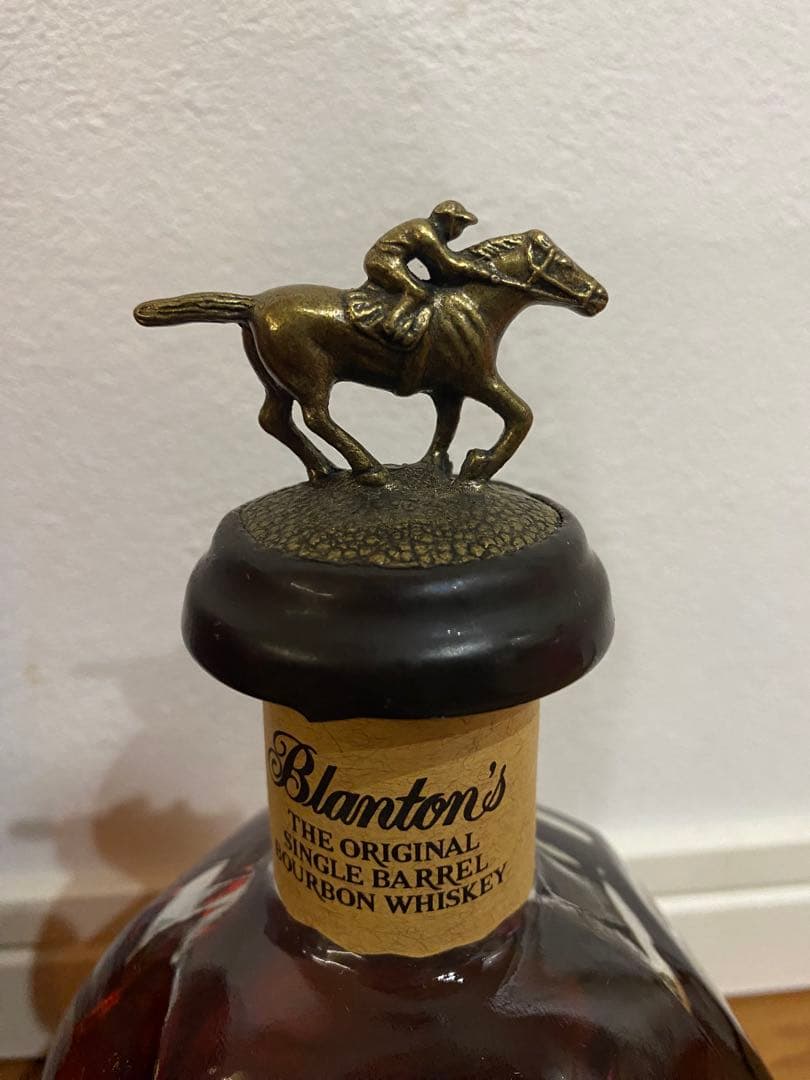 Blanton's
THE ORIGINAL
SINGLE BARREL
BOURBON WHISKEY